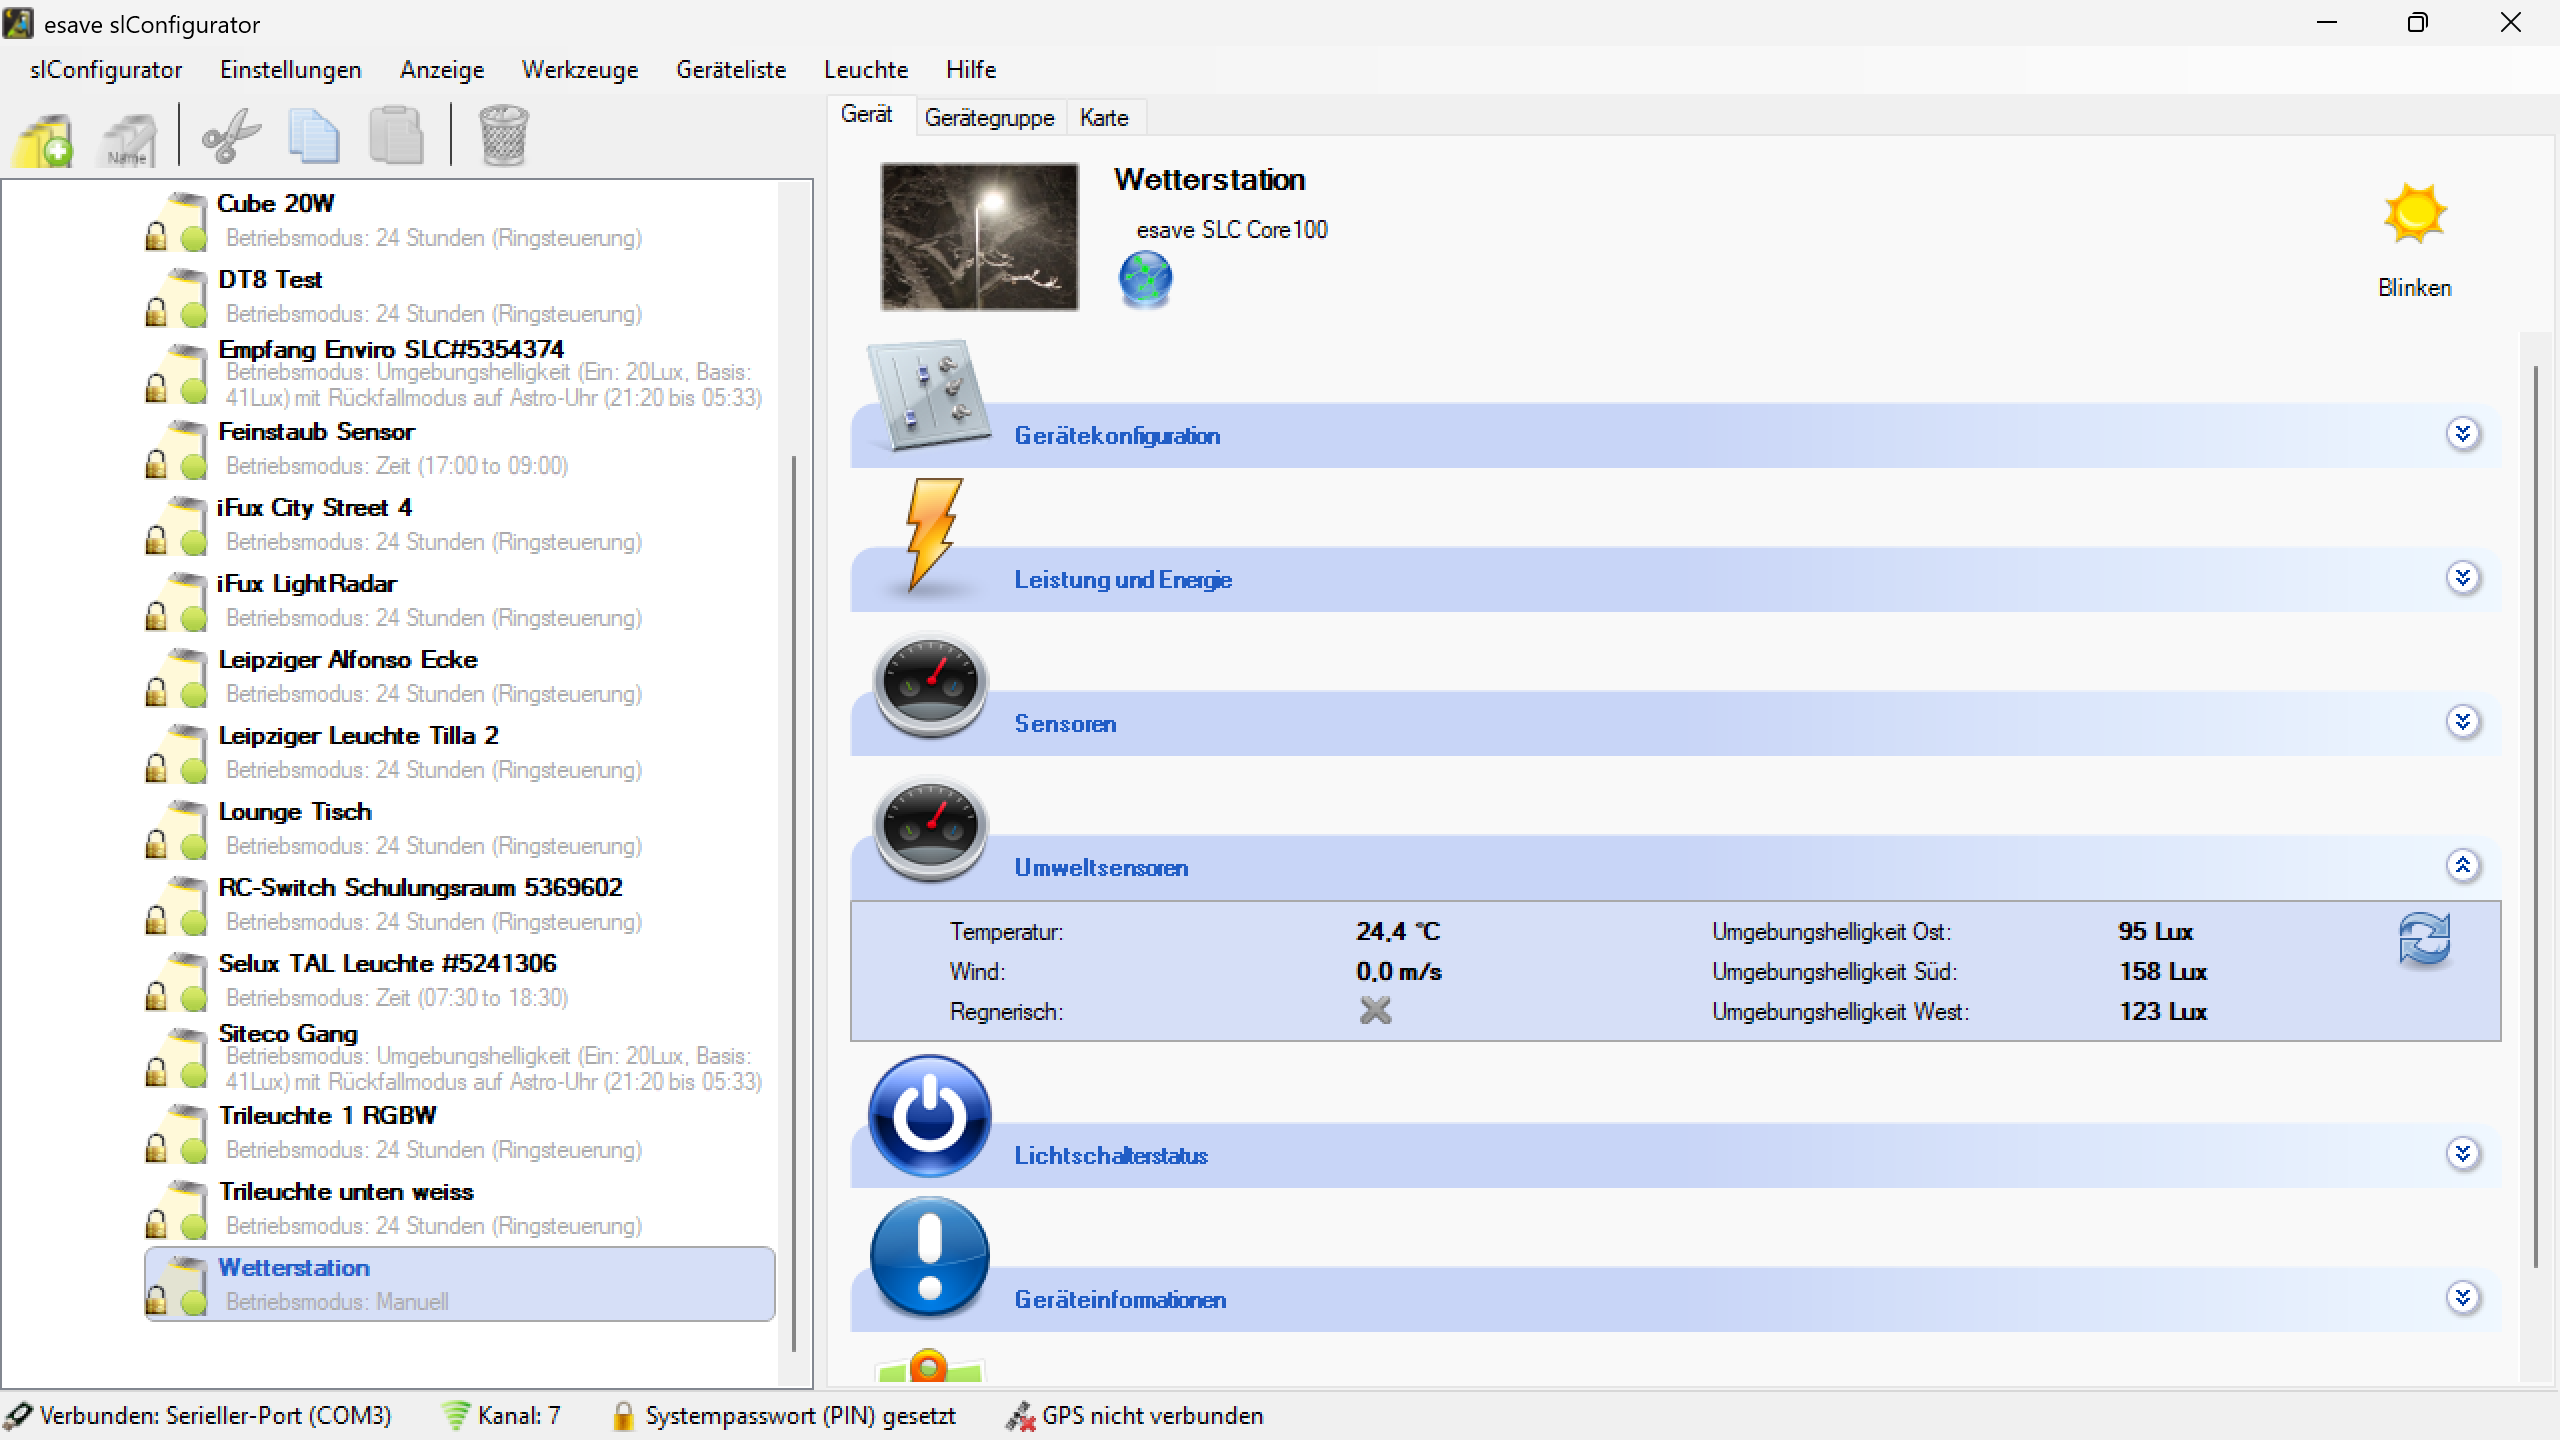 esave slConfigurator
slConfigurator Einstellungen Anzeige Werkzeuge Geräteliste Leuchte Hilfe
Name
Cube 20W
Betriebsmodus: 24 Stunden (Ringsteuerung)
DT8 Test
Betriebsmodus: 24 Stunden (Ringsteuerung)
Empfang Enviro SLC#5354374
Betriebsmodus: Umgebungshelligkeit (Ein: 20Lux, Basis:
41Lux) mit Rückfallmodus auf Astro-Uhr (21:20 bis 05:33)
Feinstaub Sensor
Betriebsmodus: Zeit (17:00 to 09:00)
iFux City Street 4
Betriebsmodus: 24 Stunden (Ringsteuerung)
iFux LightRadar
Betriebsmodus: 24 Stunden (Ringsteuerung)
Leipziger Alfonso Ecke
Betriebsmodus: 24 Stunden (Ringsteuerung)
Leipziger Leuchte Tilla 2
Betriebsmodus: 24 Stunden (Ringsteuerung)
Lounge Tisch
Betriebsmodus: 24 Stunden (Ringsteuerung)
RC-Switch Schulungsraum 5369602
Betriebsmodus: 24 Stunden (Ringsteuerung)
Selux TAL Leuchte #5241306
Betriebsmodus: Zeit (07:30 to 18:30)
Siteco Gang
Betriebsmodus: Umgebungshelligkeit (Ein: 20Lux, Basis:
41Lux) mit Rückfallmodus auf Astro-Uhr (21:20 bis 05:33)
Trileuchte 1 RGBW
Betriebsmodus: 24 Stunden (Ringsteuerung)
Trileuchte unten weiss
Betriebsmodus: 24 Stunden (Ringsteuerung)
Wetterstation
Betriebsmodus: Manuell
Gerät Gerätegruppe Karte
Wetterstation
esave SLC Core100
Blinken
Gerätekonfiguration
Leistung und Energie
Sensoren
Umweltsensoren
Temperatur: 24,4 °C Umgebungshelligkeit Ost: 95 Lux
Wind: 0,0 m/s Umgebungshelligkeit Süd: 158 Lux
Regnerisch: Umgebungshelligkeit West: 123 Lux
Lichtschalterstatus
Geräteinformationen
Verbunden: Serieller-Port (COM3) Kanal: 7 Systempasswort (PIN) gesetzt GPS nicht verbunden